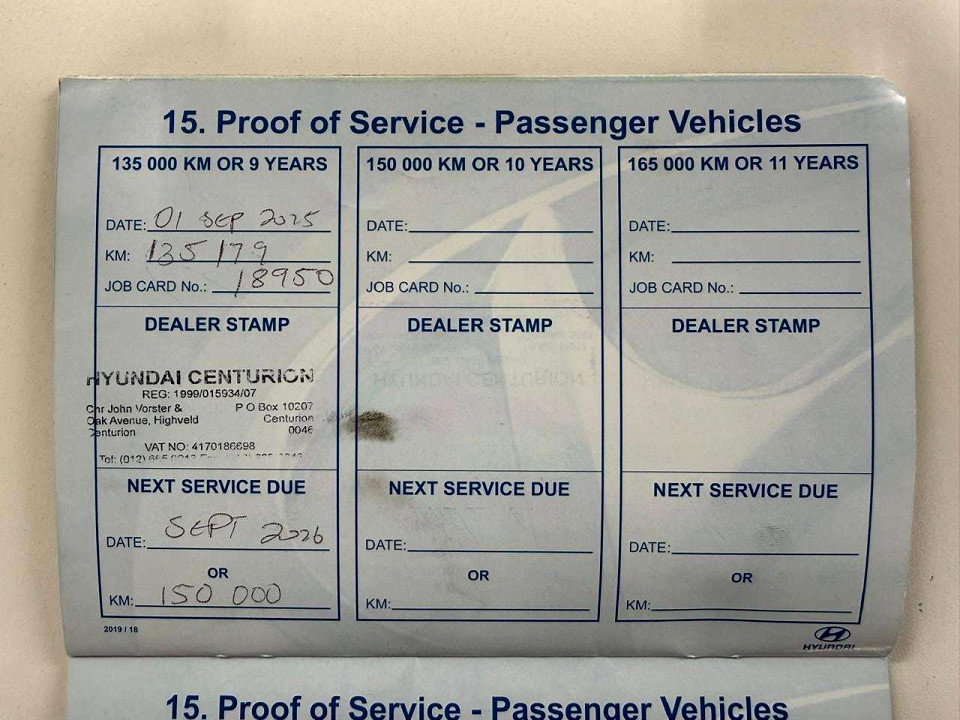 15. Proof of Service - Passenger Vehicles
135 000 KM OR 9 YEARS
DATE: 01 SEP 2025
KM: 135 179
JOB CARD No.: 18950
DEALER STAMP
HYUNDAI CENTURION
REG: 1999/015934/07
Cnr John Vorster & P O Box 10207
Oak Avenue, Highveld Centurion
Centurion 0046
VAT NO: 4170186698
Tel: (012)
NEXT SERVICE DUE
DATE: SEPT 2026
OR
KM: 150 000
150 000 KM OR 10 YEARS
DATE:
KM:
JOB CARD No.:
DEALER STAMP
NEXT SERVICE DUE
DATE:
OR
KM:
165 000 KM OR 11 YEARS
DATE:
KM:
JOB CARD No.:
DEALER STAMP
NEXT SERVICE DUE
DATE:
OR
KM:
2019 / 18
HYUNDAI
15. Proof of Service - Passenger Vehicles